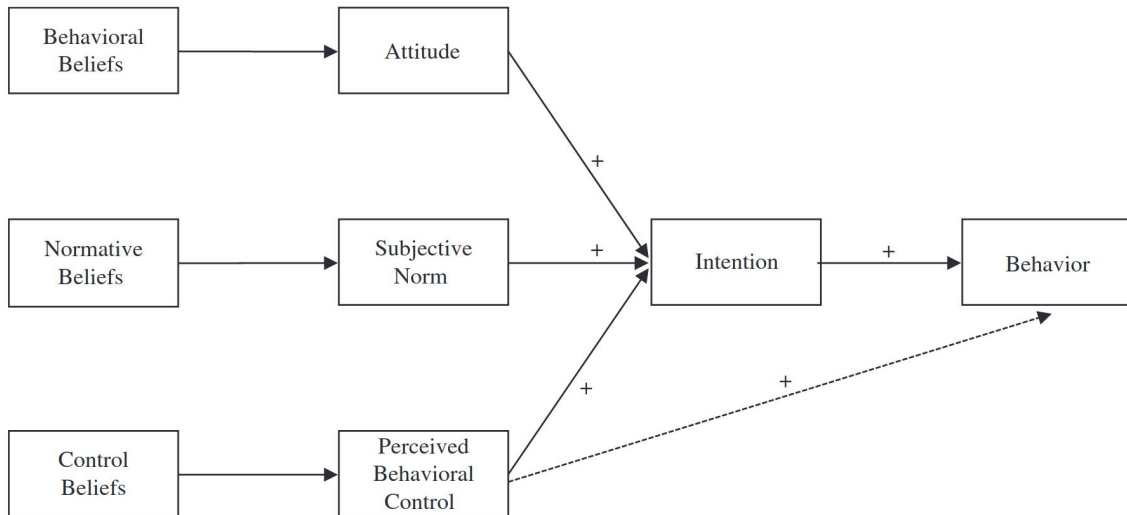 Behavioral
Beliefs
Attitude
+
Normative
Beliefs
Subjective
Norm
+
Intention
+
Behavior
+
+
Control
Beliefs
Perceived
Behavioral
Control